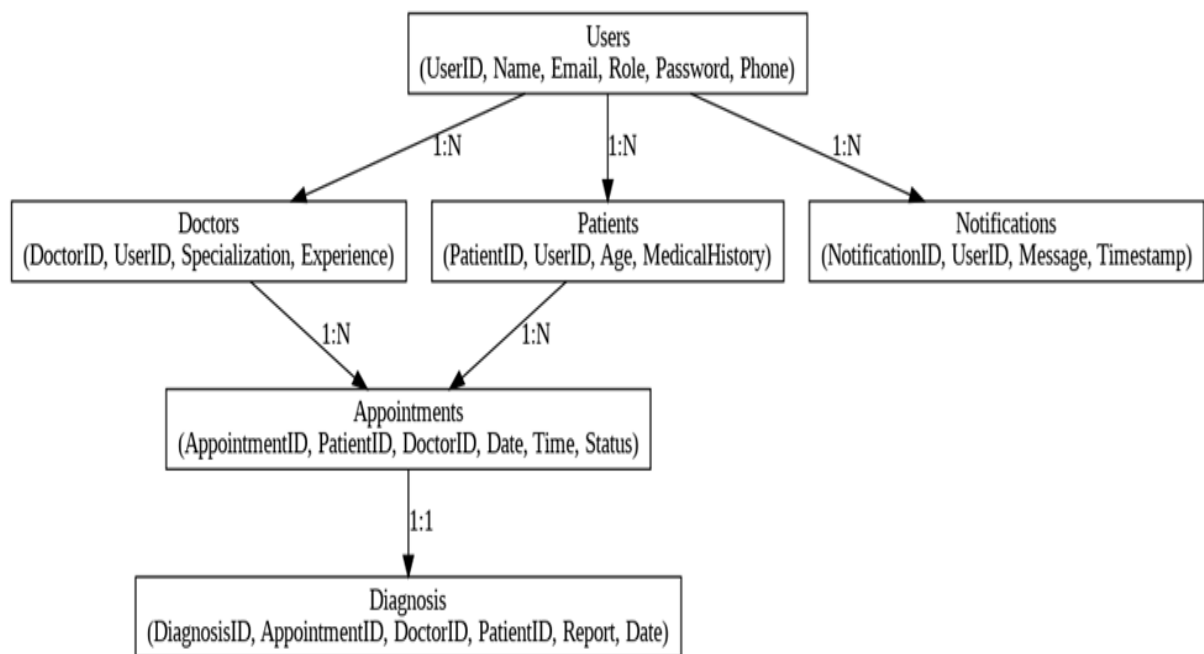 Users
(UserID, Name, Email, Role, Password, Phone)
1:N
1:N
1:N
Doctors
(DoctorID, UserID, Specialization, Experience)
Patients
(PatientID, UserID, Age, MedicalHistory)
Notifications
(NotificationID, UserID, Message, Timestamp)
1:N
1:N
Appointments
(AppointmentID, PatientID, DoctorID, Date, Time, Status)
1:1
Diagnosis
(DiagnosisID, AppointmentID, DoctorID, PatientID, Report, Date)